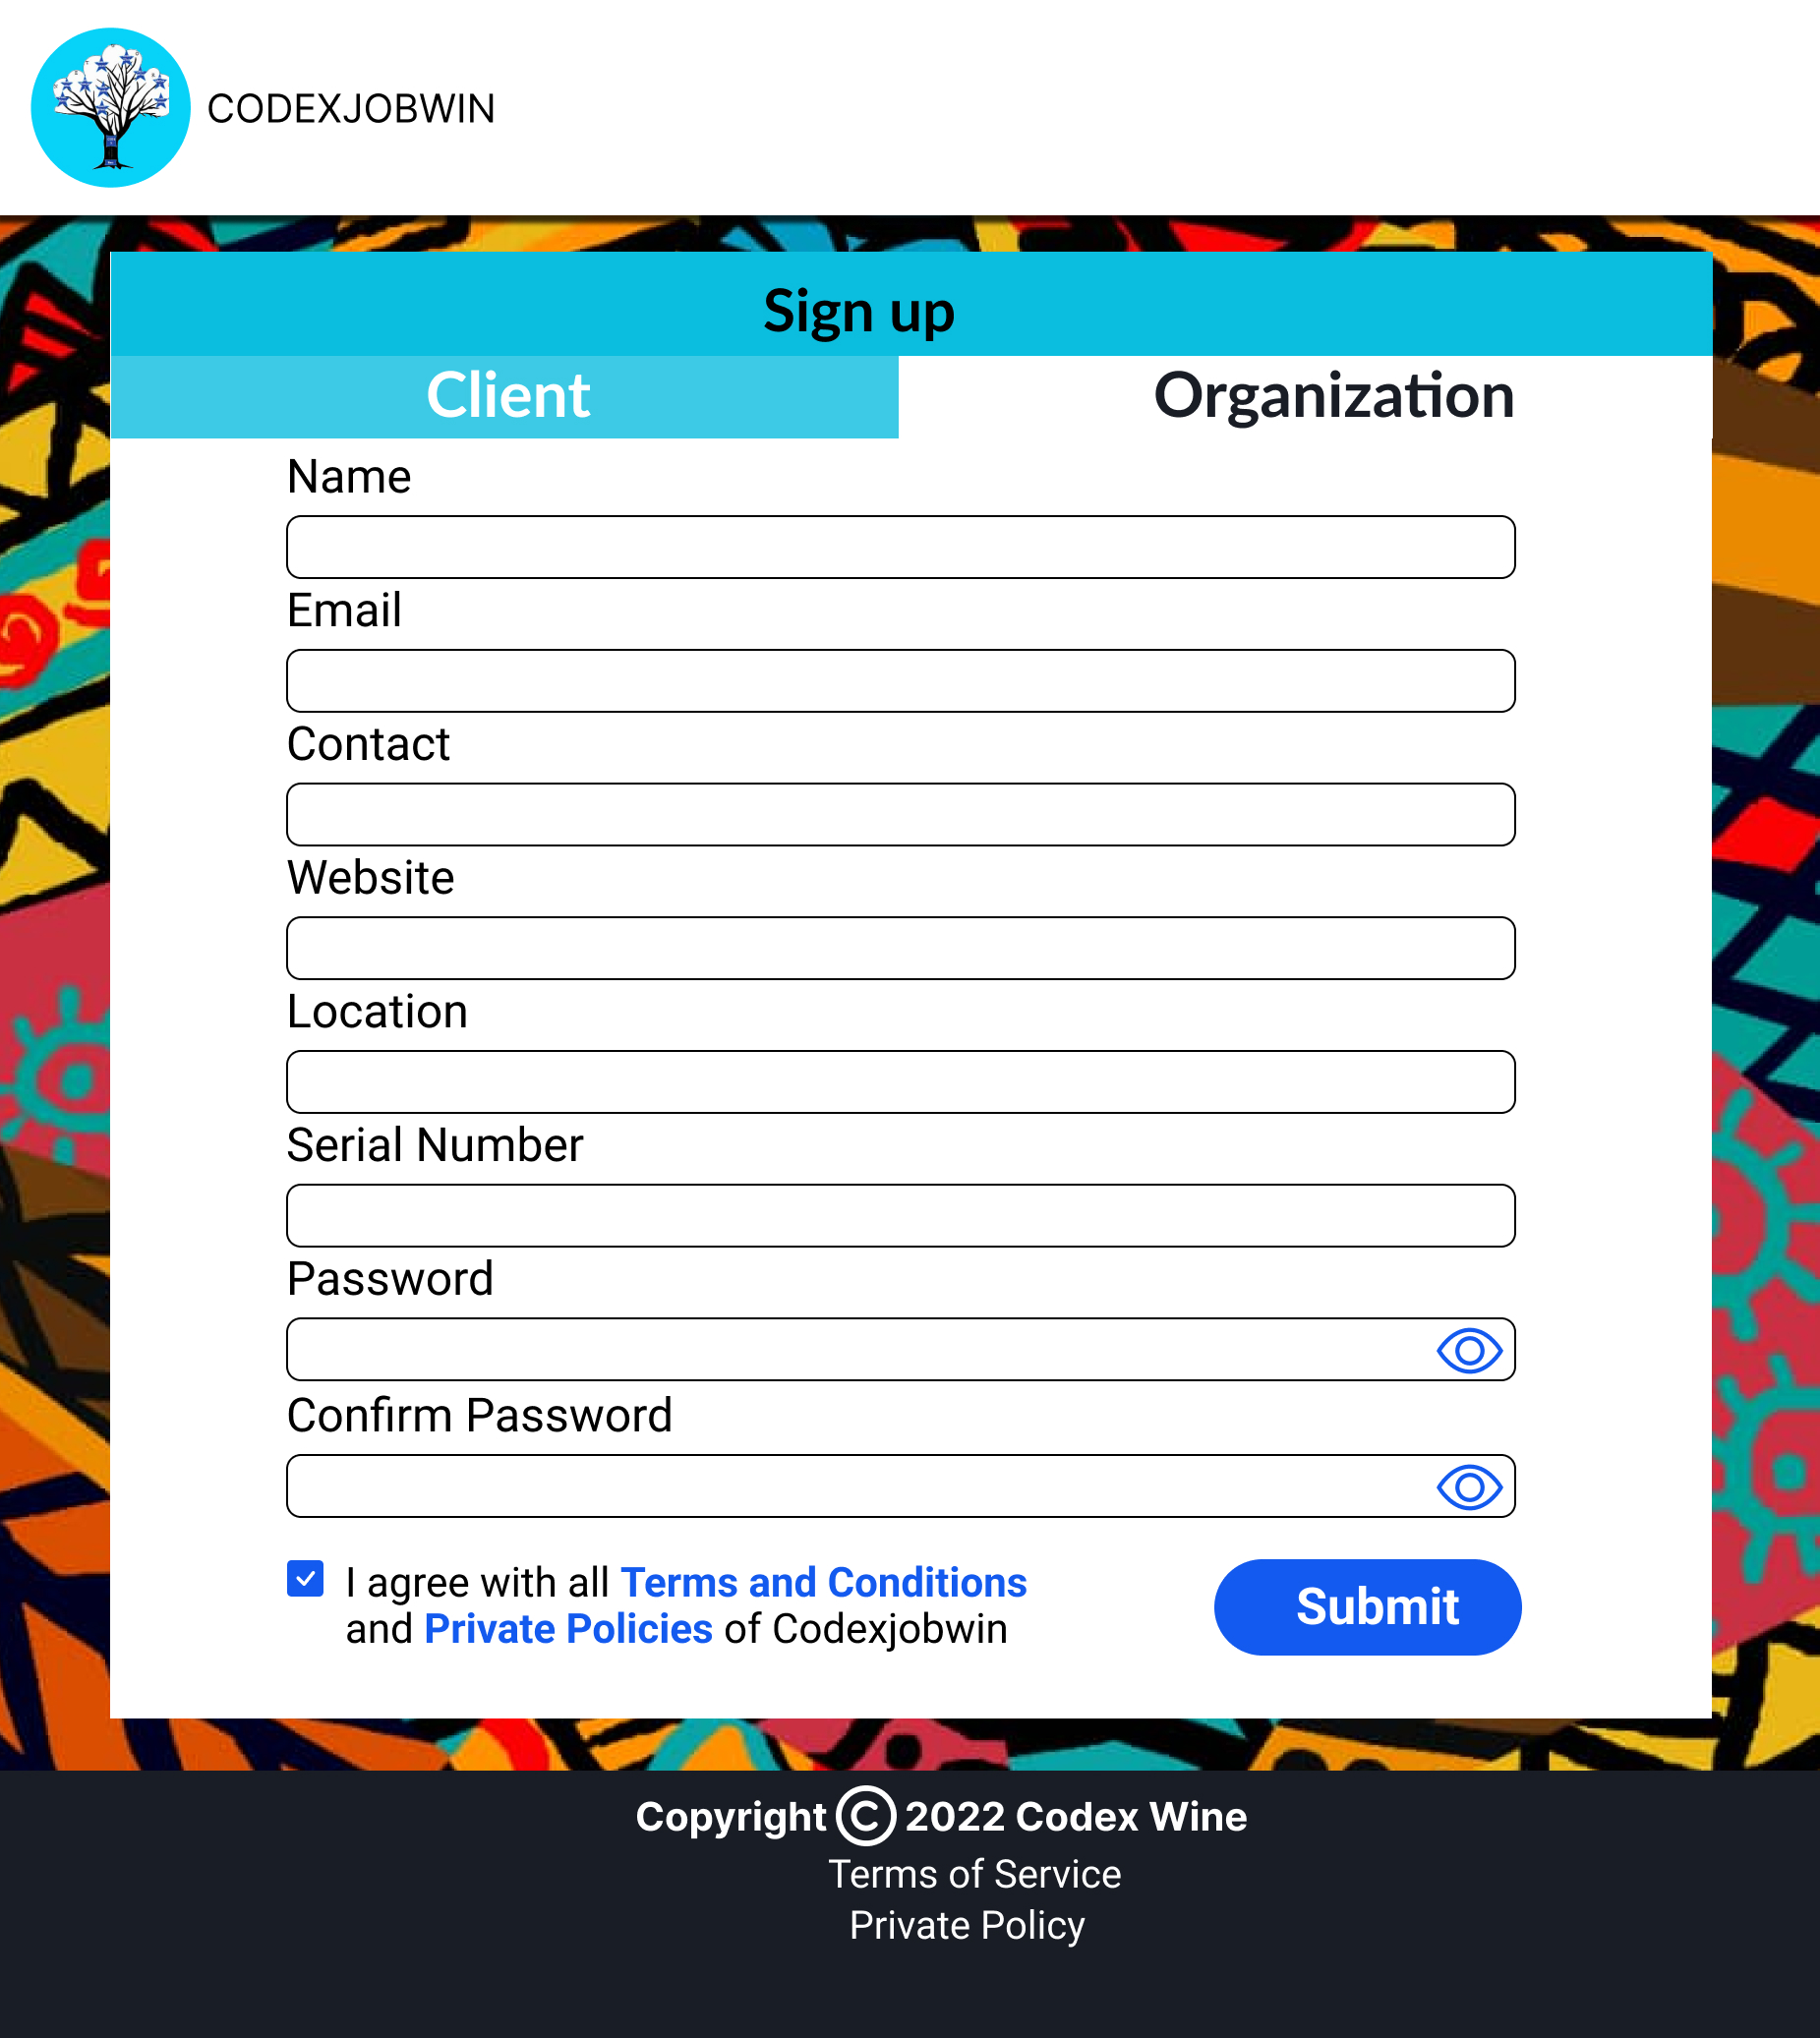 CODEXJOBWIN
Sign up
Client
Organization
Name
Email
Contact
Website
Location
Serial Number
Password
Confirm Password
I agree with all Terms and Conditions
and Private Policies of Codexjobwin
Submit
Copyright © 2022 Codex Wine
Terms of Service
Private Policy